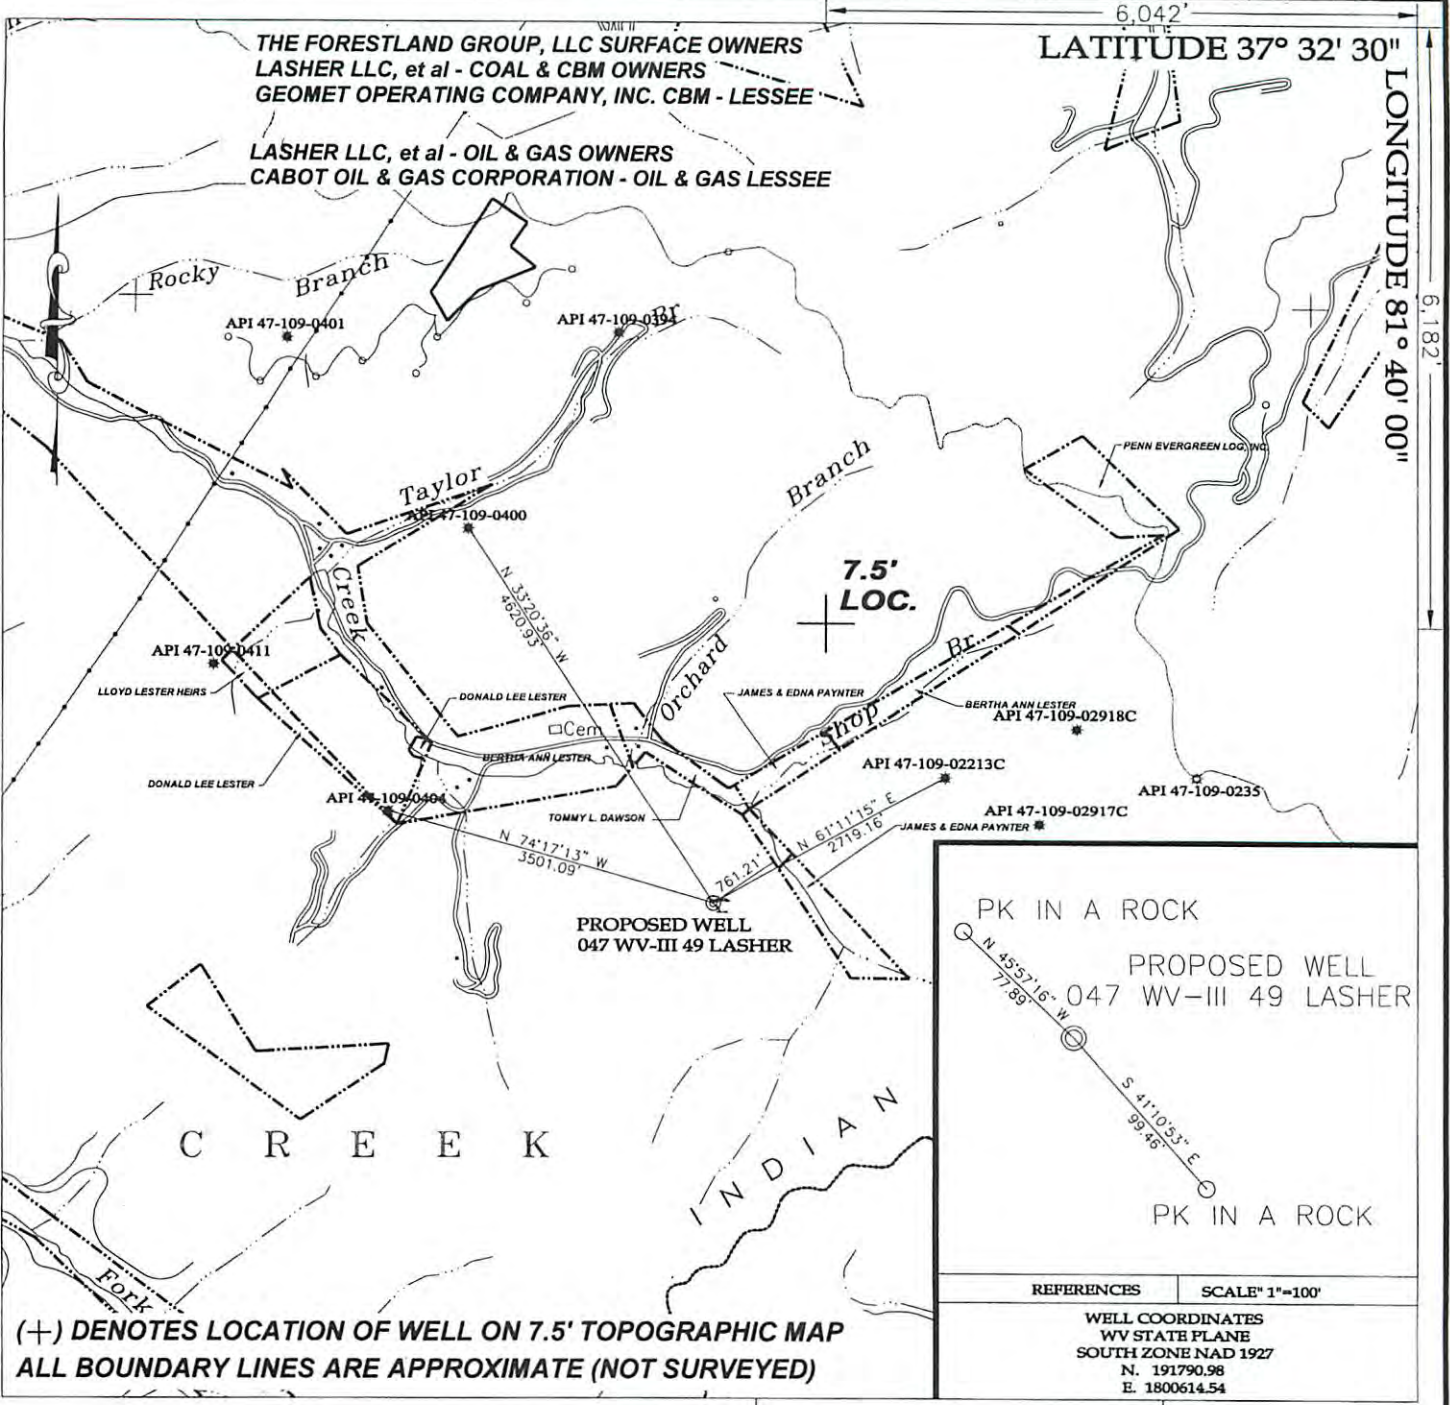 6,042'
LATITUDE 37° 32' 30"
LONGITUDE 81° 40' 00"
6,182'
THE FORESTLAND GROUP, LLC SURFACE OWNERS
LASHER LLC, et al - COAL & CBM OWNERS
GEOMET OPERATING COMPANY, INC. CBM - LESSEE
LASHER LLC, et al - OIL & GAS OWNERS
CABOT OIL & GAS CORPORATION - OIL & GAS LESSEE
Rocky Branch
API 47-109-0401
API 47-109-0394
Br
Taylor
API 47-109-0400
Creek
Branch
Orchard
PENN EVERGREEN LOG, INC.
7.5'
LOC.
N 33°20'36" W
4620.93'
API 47-109-0411
LLOYD LESTER HEIRS
DONALD LEE LESTER
JAMES & EDNA PAYNTER
Br
Shop
BERTHA ANN LESTER
API 47-109-02918C
Cem
BERTHA ANN LESTER
API 47-109-02213C
DONALD LEE LESTER
API 47-109-0404
TOMMY L. DAWSON
API 47-109-0235
API 47-109-02917C
JAMES & EDNA PAYNTER
N 61°11'15" E
2719.16'
N 74°17'13" W
3501.09'
761.21'
PROPOSED WELL
047 WV-III 49 LASHER
PK IN A ROCK
N 45°57'16" W
77.89'
PROPOSED WELL
047 WV-III 49 LASHER
S 41°10'53" E
99.46'
PK IN A ROCK
CREEK
INDIAN
Fork
REFERENCES
SCALE" 1"=100'
WELL COORDINATES
WV STATE PLANE
SOUTH ZONE NAD 1927
N. 191790.98
E. 1800614.54
(+) DENOTES LOCATION OF WELL ON 7.5' TOPOGRAPHIC MAP
ALL BOUNDARY LINES ARE APPROXIMATE (NOT SURVEYED)